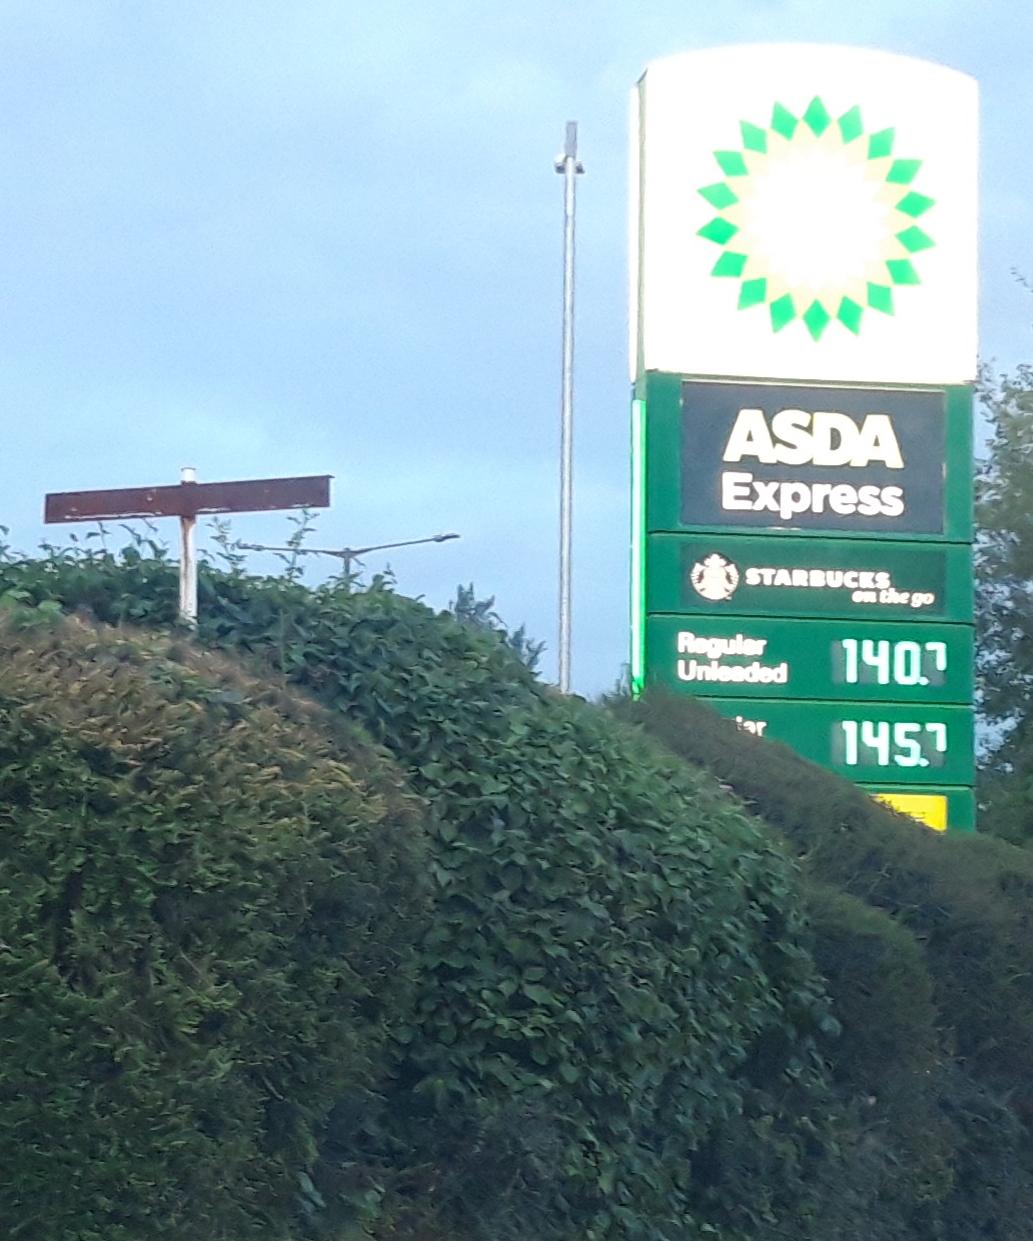 ASDA
Express
STARBUCKS
on the go
Regular
Unleaded
140.7
145.7